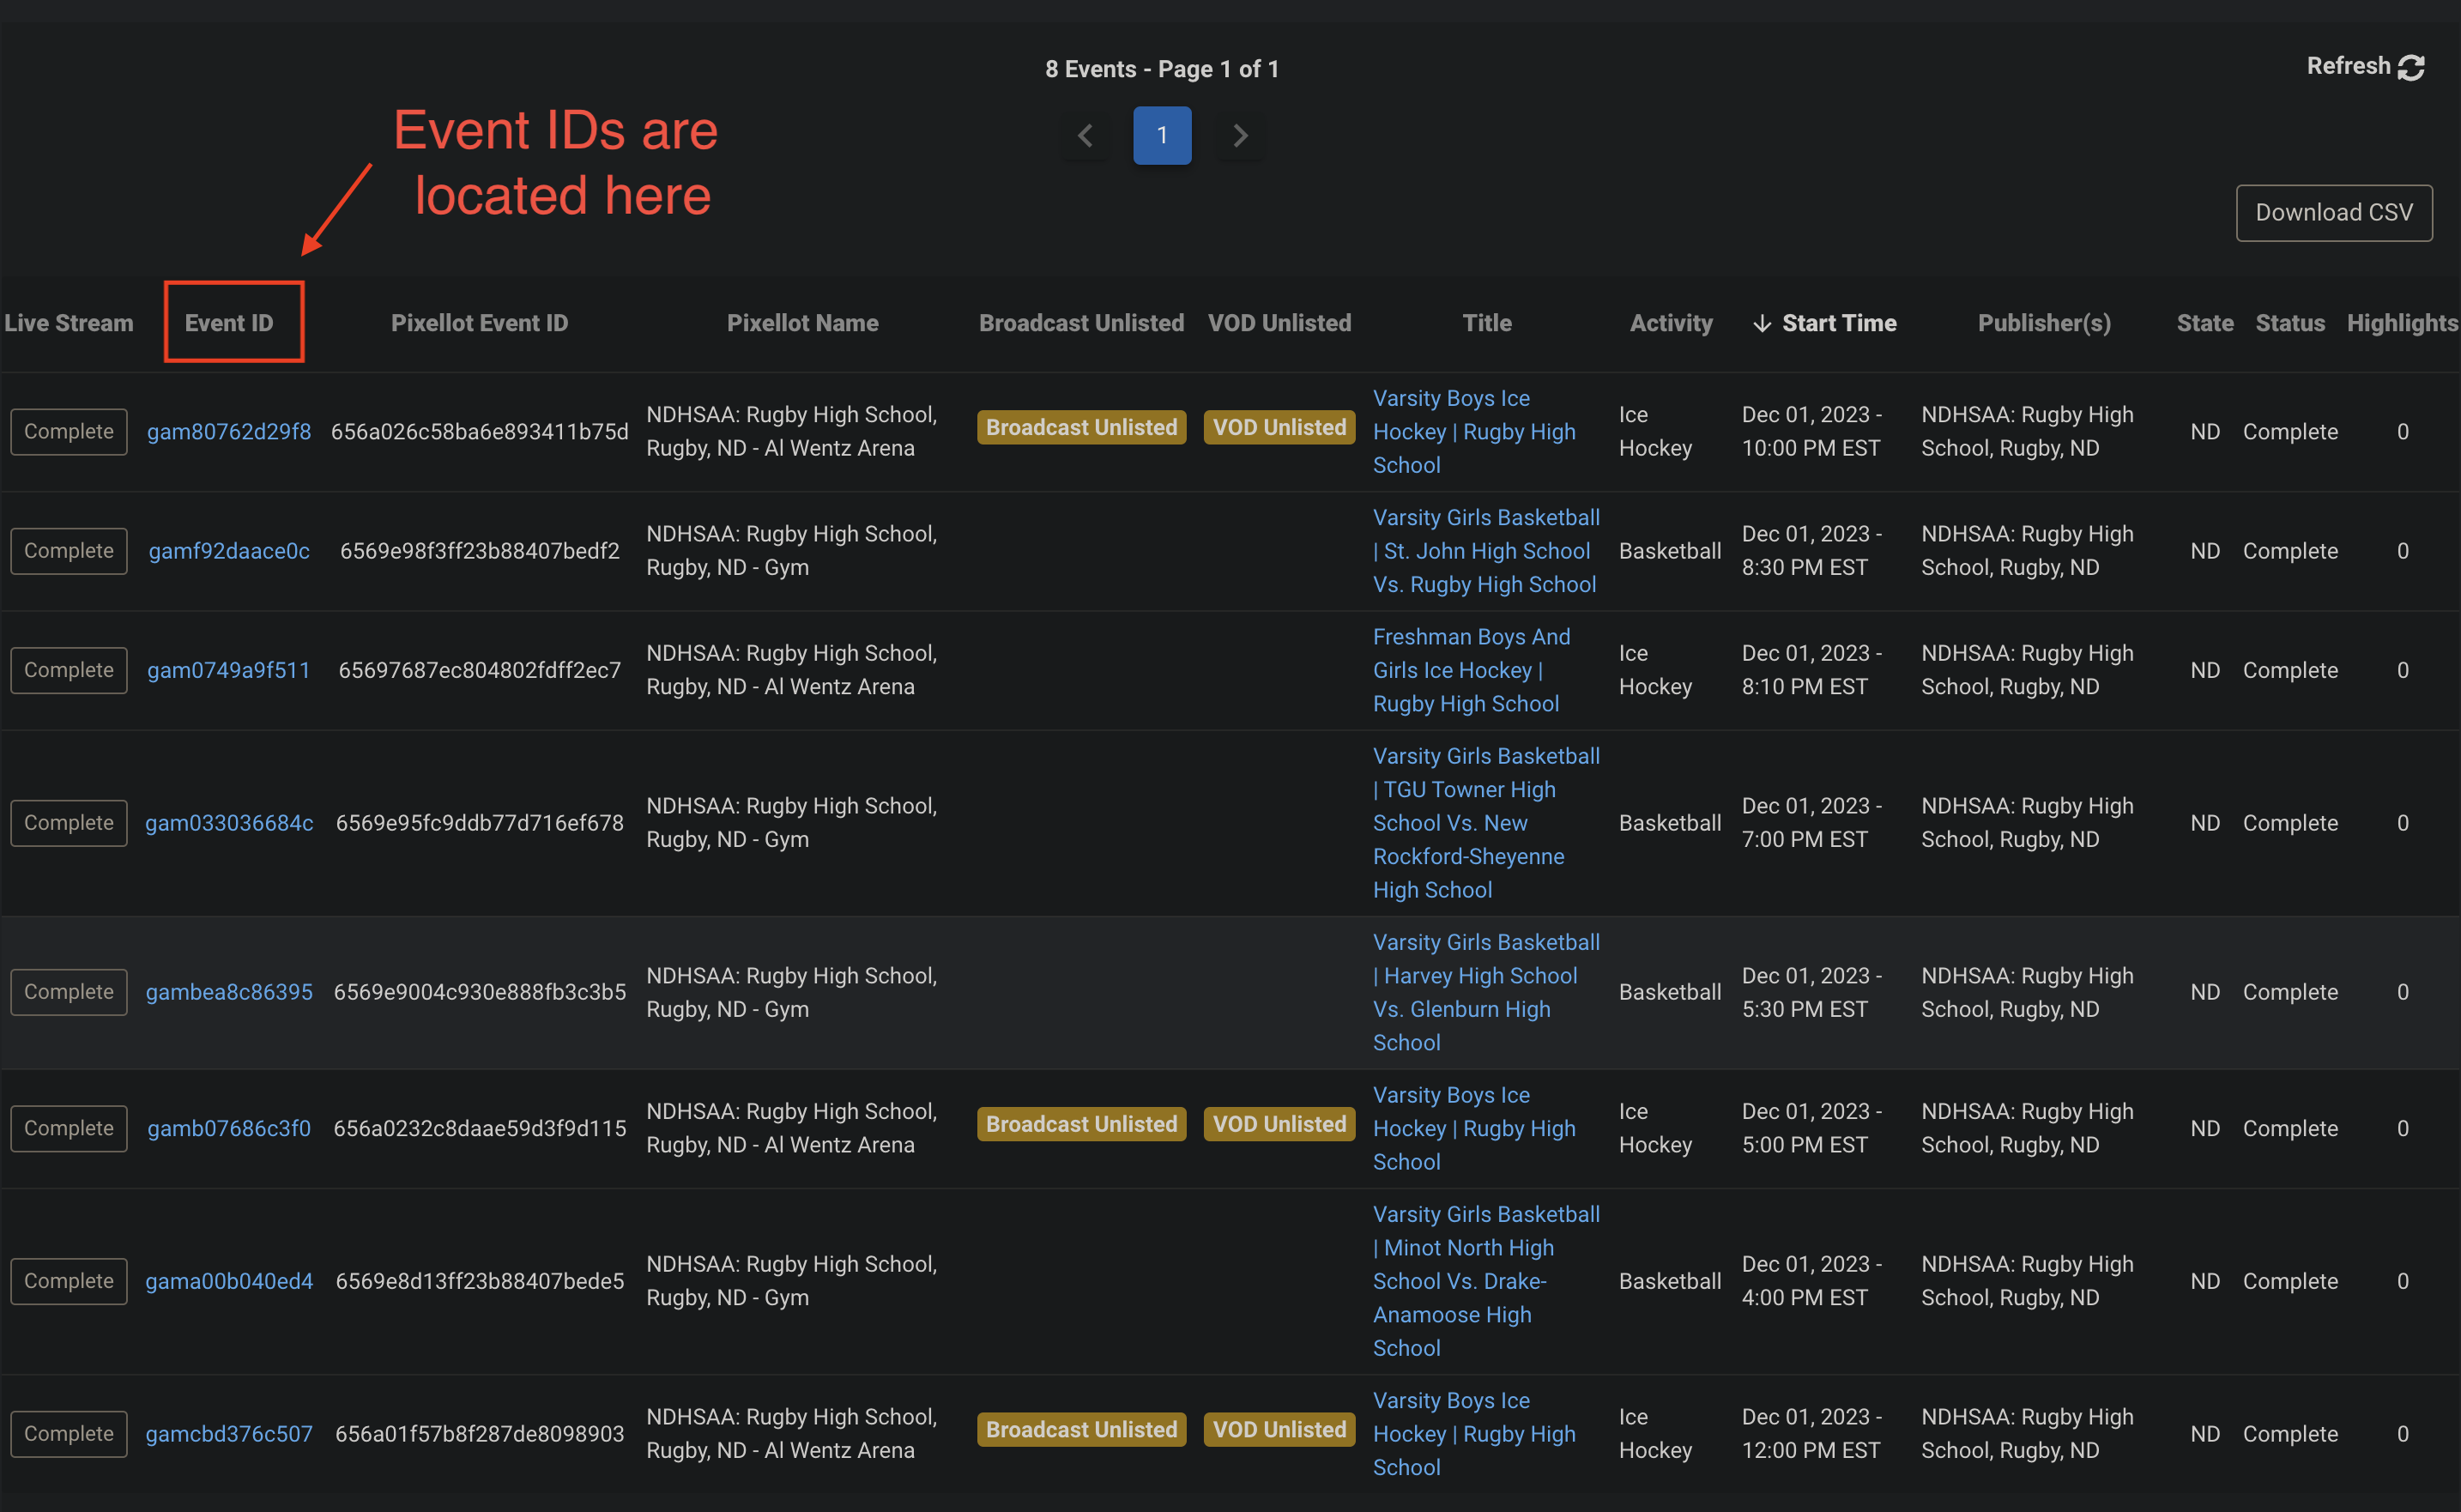 8 Events - Page 1 of 1
Refresh
1
Event IDs are
located here
Download CSV
Live Stream Event ID Pixellot Event ID Pixellot Name Broadcast Unlisted VOD Unlisted Title Activity Start Time Publisher(s) State Status Highlights
Complete gam80762d29f8 656a026c58ba6e893411b75d
NDHSAA: Rugby High School,
Rugby, ND - Al Wentz Arena
Broadcast Unlisted VOD Unlisted
Varsity Boys Ice
Hockey | Rugby High
School
Ice
Hockey
Dec 01, 2023 -
10:00 PM EST
NDHSAA: Rugby High
School, Rugby, ND
ND Complete 0
Complete gamf92daace0c 6569e98f3ff23b88407bedf2
NDHSAA: Rugby High School,
Rugby, ND - Gym
Varsity Girls Basketball
| St. John High School
Vs. Rugby High School
Basketball
Dec 01, 2023 -
8:30 PM EST
NDHSAA: Rugby High
School, Rugby, ND
ND Complete 0
Complete gam0749a9f511 65697687ec804802fdff2ec7
NDHSAA: Rugby High School,
Rugby, ND - Al Wentz Arena
Freshman Boys And
Girls Ice Hockey |
Rugby High School
Ice
Hockey
Dec 01, 2023 -
8:10 PM EST
NDHSAA: Rugby High
School, Rugby, ND
ND Complete 0
Complete gam033036684c 6569e95fc9ddb77d716ef678
NDHSAA: Rugby High School,
Rugby, ND - Gym
Varsity Girls Basketball
| TGU Towner High
School Vs. New
Rockford-Sheyenne
High School
Basketball
Dec 01, 2023 -
7:00 PM EST
NDHSAA: Rugby High
School, Rugby, ND
ND Complete 0
Complete gambea8c86395 6569e9004c930e888fb3c3b5
NDHSAA: Rugby High School,
Rugby, ND - Gym
Varsity Girls Basketball
| Harvey High School
Vs. Glenburn High
School
Basketball
Dec 01, 2023 -
5:30 PM EST
NDHSAA: Rugby High
School, Rugby, ND
ND Complete 0
Complete gamb07686c3f0 656a0232c8daae59d3f9d115
NDHSAA: Rugby High School,
Rugby, ND - Al Wentz Arena
Broadcast Unlisted VOD Unlisted
Varsity Boys Ice
Hockey | Rugby High
School
Ice
Hockey
Dec 01, 2023 -
5:00 PM EST
NDHSAA: Rugby High
School, Rugby, ND
ND Complete 0
Complete gama00b040ed4 6569e8d13ff23b88407bede5
NDHSAA: Rugby High School,
Rugby, ND - Gym
Varsity Girls Basketball
| Minot North High
School Vs. Drake-
Anamoose High
School
Basketball
Dec 01, 2023 -
4:00 PM EST
NDHSAA: Rugby High
School, Rugby, ND
ND Complete 0
Complete gamcbd376c507 656a01f57b8f287de8098903
NDHSAA: Rugby High School,
Rugby, ND - Al Wentz Arena
Broadcast Unlisted VOD Unlisted
Varsity Boys Ice
Hockey | Rugby High
School
Ice
Hockey
Dec 01, 2023 -
12:00 PM EST
NDHSAA: Rugby High
School, Rugby, ND
ND Complete 0